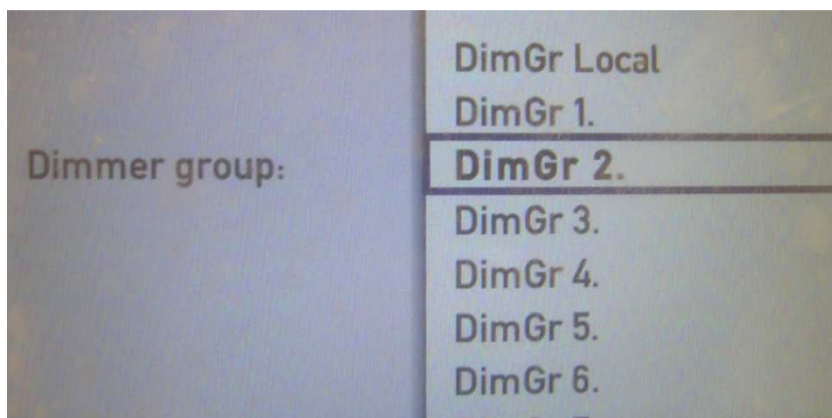 DimGr Local
DimGr 1.
Dimmer group:
DimGr 2.
DimGr 3.
DimGr 4.
DimGr 5.
DimGr 6.